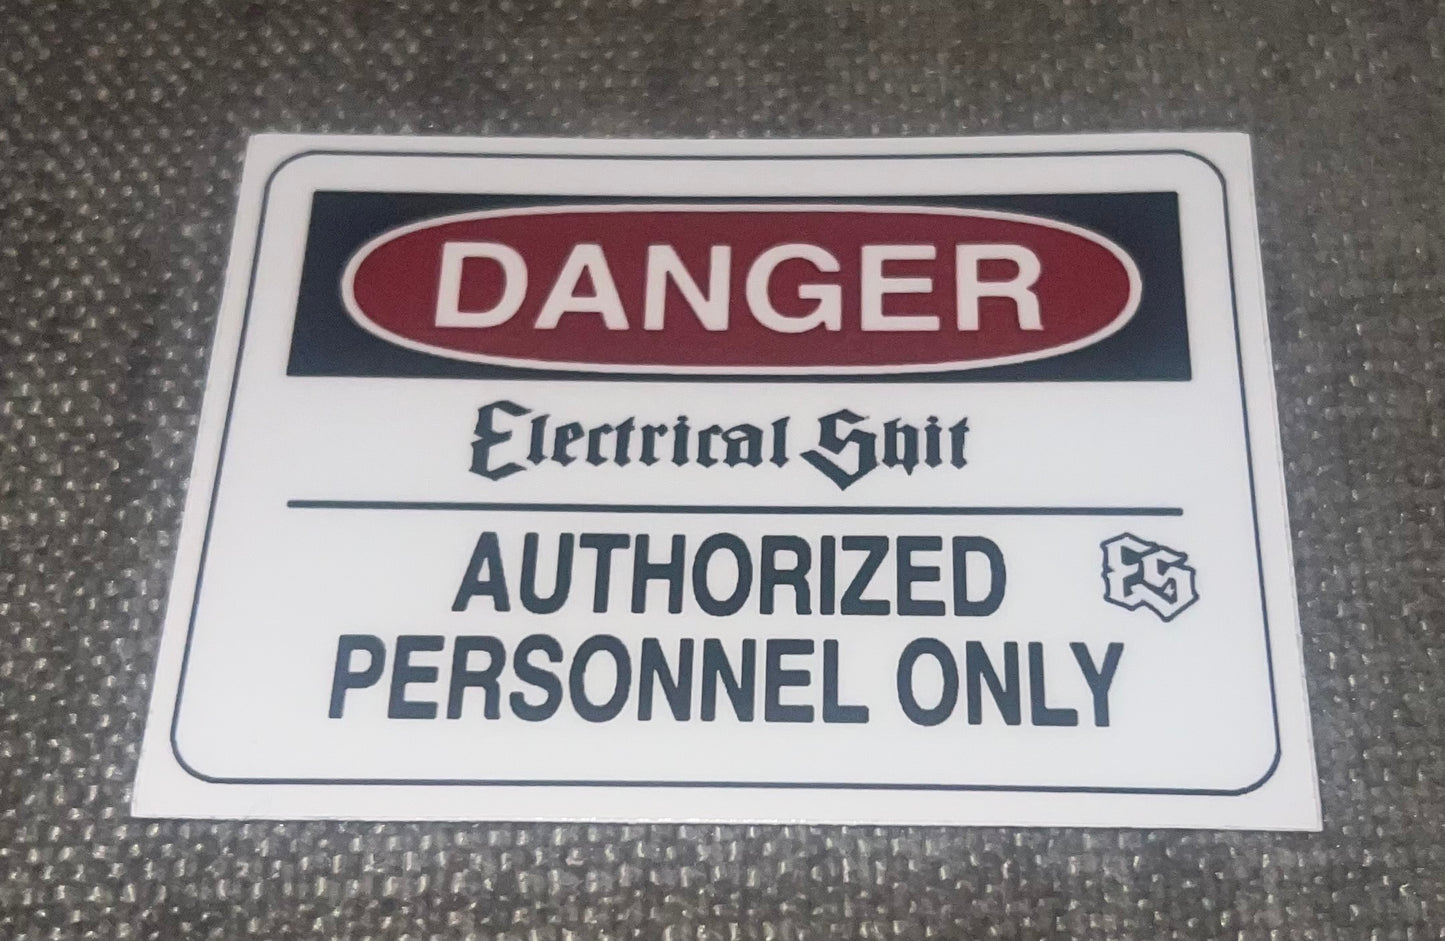 DANGER
Electrical Shit
AUTHORIZED
ES
PERSONNEL ONLY